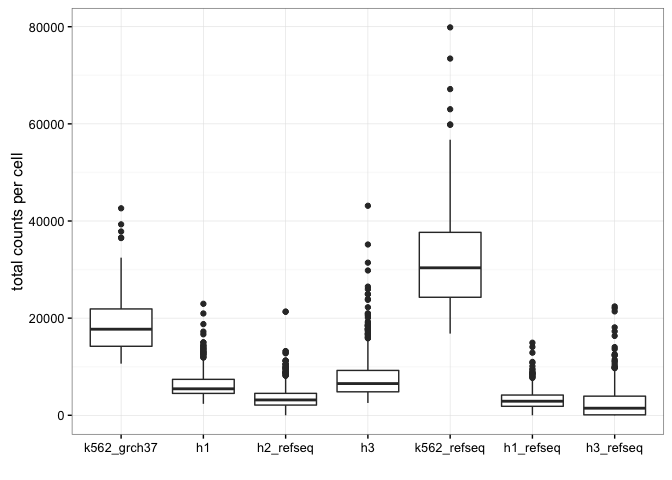 80000
60000
40000
20000
0
total counts per cell
k562_grch37 h1 h2_refseq h3 k562_refseq h1_refseq h3_refseq